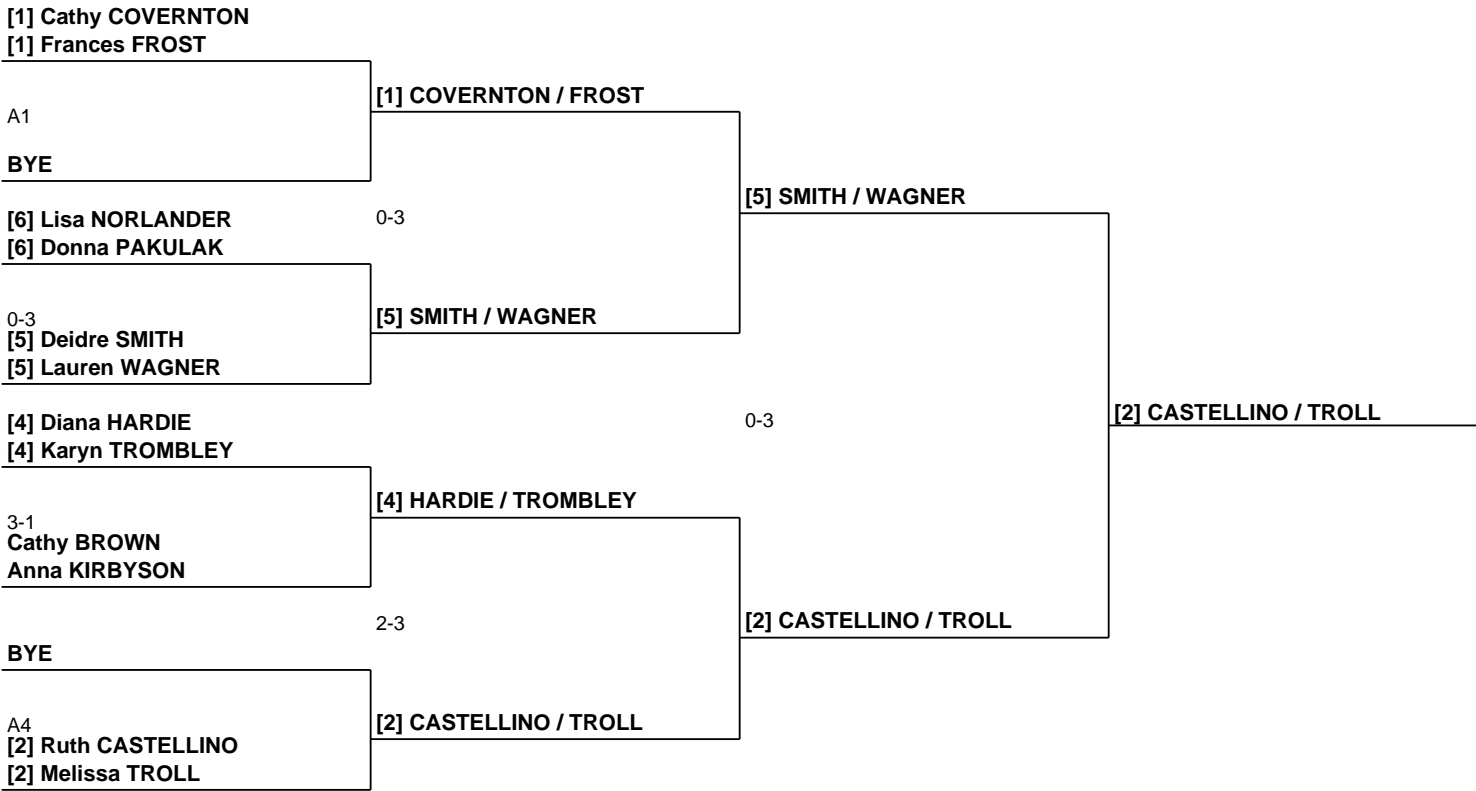 [1] Cathy COVERNTON
[1] Frances FROST
[1] COVERNTON / FROST
A1
BYE
[5] SMITH / WAGNER
[6] Lisa NORLANDER
0-3
[6] Donna PAKULAK
0-3
[5] SMITH / WAGNER
[5] Deidre SMITH
[5] Lauren WAGNER
[4] Diana HARDIE
0-3
[2] CASTELLINO / TROLL
[4] Karyn TROMBLEY
[4] HARDIE / TROMBLEY
3-1
Cathy BROWN
Anna KIRBYSON
2-3
[2] CASTELLINO / TROLL
BYE
A4
[2] CASTELLINO / TROLL
[2] Ruth CASTELLINO
[2] Melissa TROLL